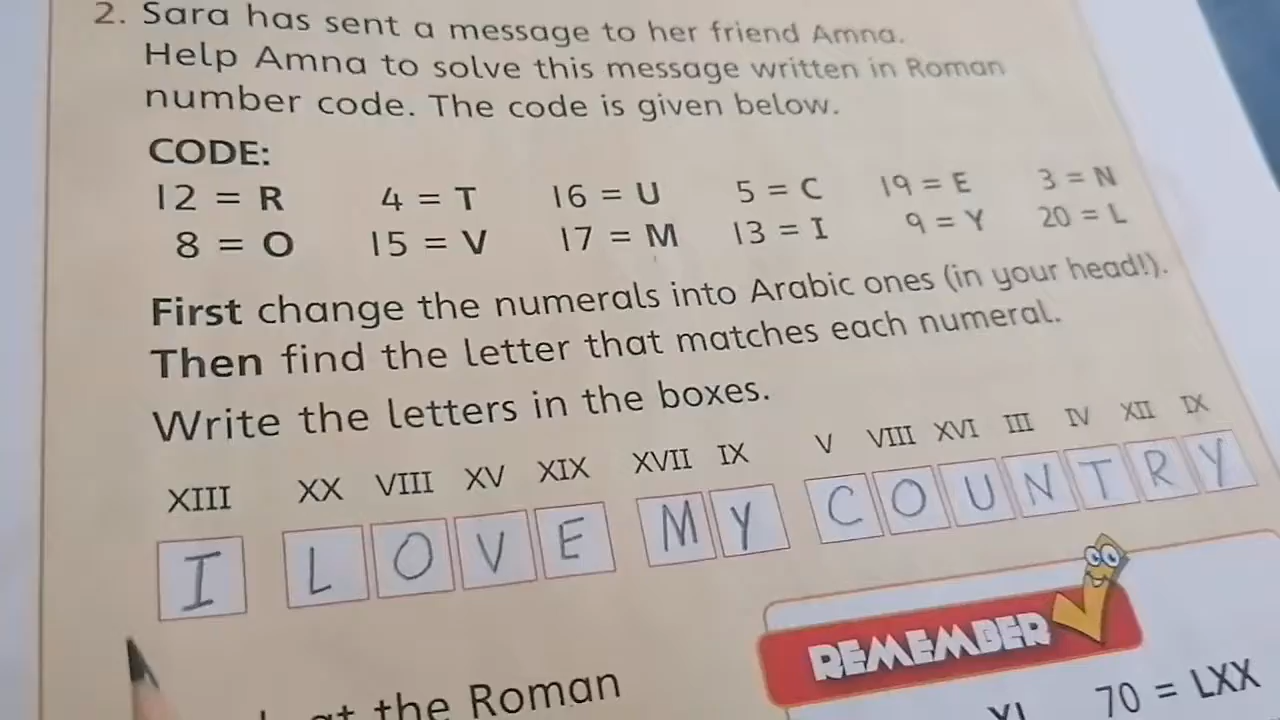 2. Sara has sent a message to her friend Amna.
Help Amna to solve this message written in Roman
number code. The code is given below.
CODE:
12 = R 4 = T 16 = U 5 = C 19 = E 3 = N
8 = O 15 = V 17 = M 13 = I 9 = Y 20 = L
First change the numerals into Arabic ones (in your head!).
Then find the letter that matches each numeral.
Write the letters in the boxes.
XIII XX VIII XV XIX XVII IX V VIII XVI III IV XII IX
I L O V E M Y C O U N T R Y
REMEMBER
the Roman
70 = LXX